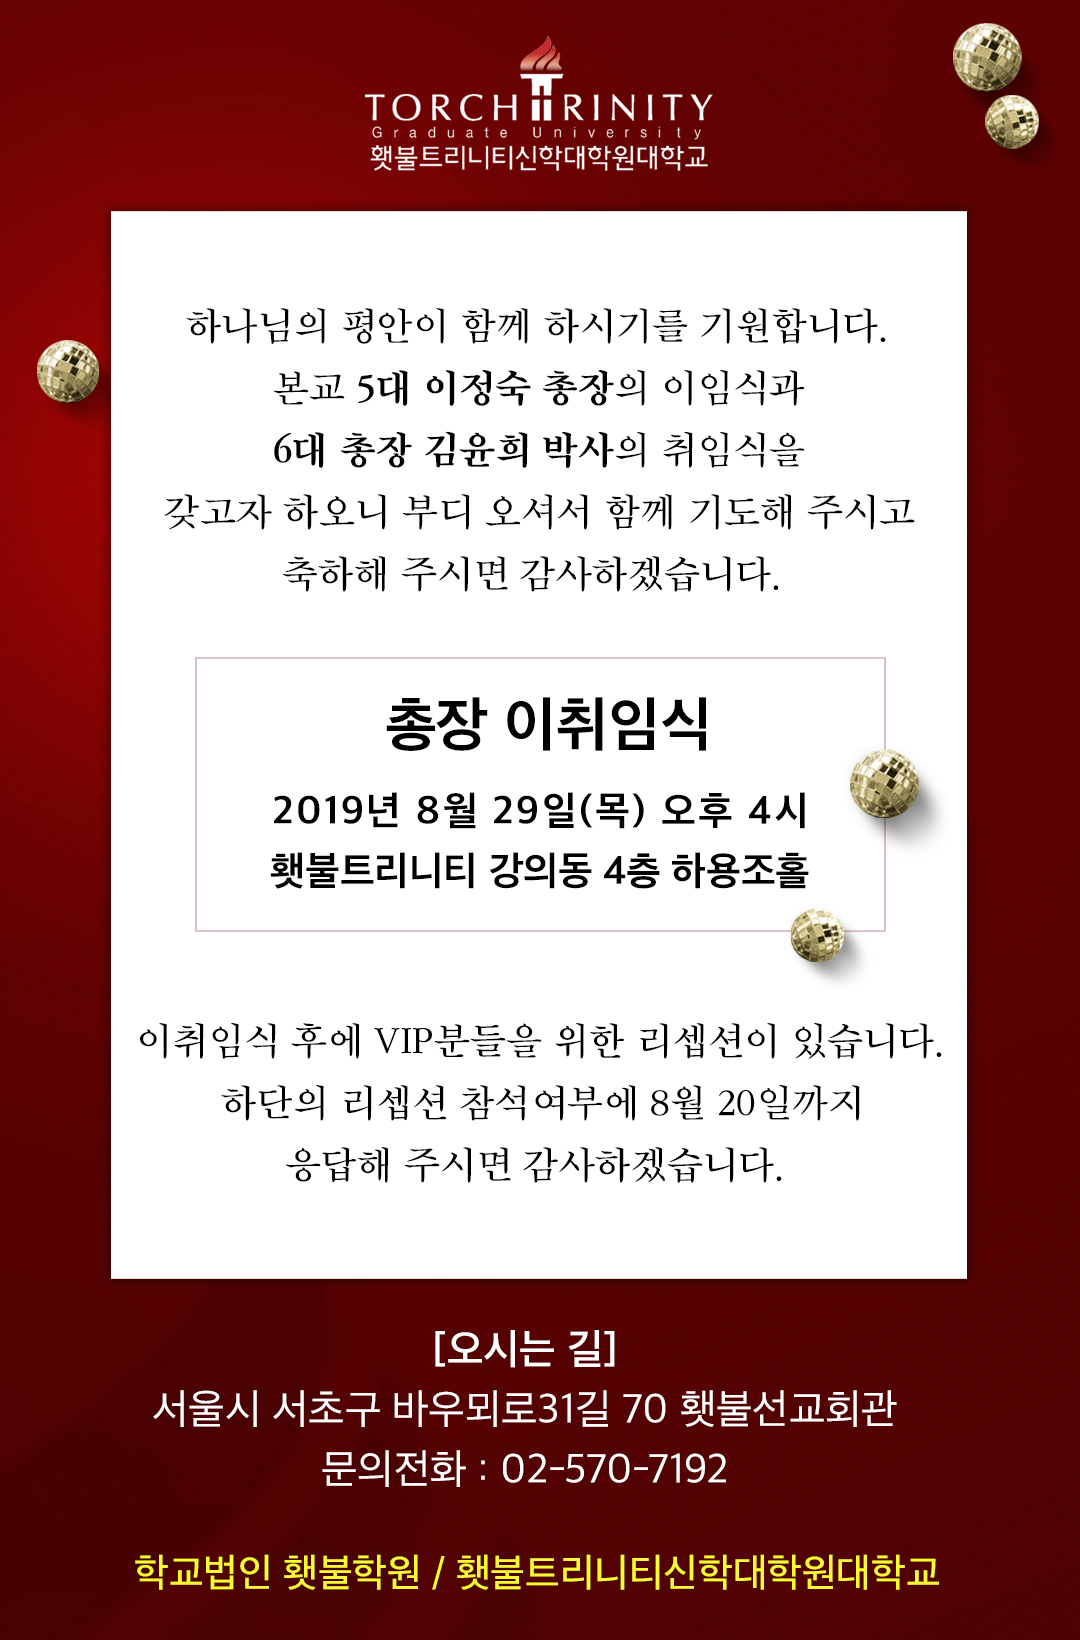 TORCH TRINITY
Graduate University
횃불트리니티신학대학원대학교
하나님의 평안이 함께 하시기를 기원합니다.
본교 5대 이정숙 총장의 이임식과
6대 총장 김윤희 박사의 취임식을
갖고자 하오니 부디 오셔서 함께 기도해 주시고
축하해 주시면 감사하겠습니다.
총장 이취임식
2019년 8월 29일(목) 오후 4시
횃불트리니티 강의동 4층 하용조홀
이취임식 후에 VIP분들을 위한 리셉션이 있습니다.
하단의 리셉션 참석여부에 8월 20일까지
응답해 주시면 감사하겠습니다.
[오시는 길]
서울시 서초구 바우뫼로31길 70 횃불선교회관
문의전화 : 02-570-7192
학교법인 횃불학원 / 횃불트리니티신학대학원대학교